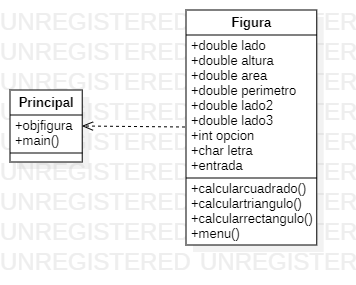 UNREGISTERED UNREGISTERED
Principal
+objfigura
+main()
Figura
+double lado
+double altura
+double area
+double perimetro
+double lado2
+double lado3
+int opcion
+char letra
+entrada
+calcularcuadrado()
+calculartriangulo()
+calcularrectangulo()
+menu()
UNREGISTERED UNREGISTERED